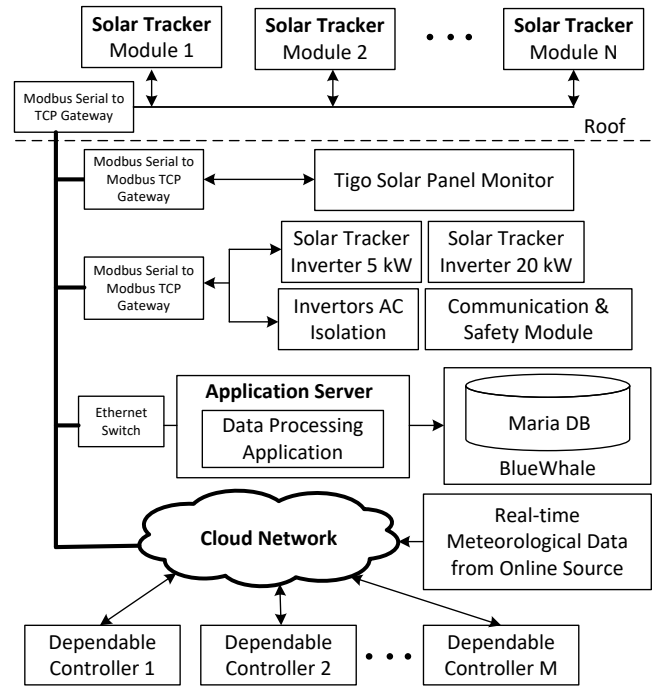 Solar Tracker
Module 1
Solar Tracker
Module 2
• • •
Solar Tracker
Module N
Modbus Serial to
TCP Gateway
Roof
Modbus Serial to
Modbus TCP
Gateway
Tigo Solar Panel Monitor
Modbus Serial to
Modbus TCP
Gateway
Solar Tracker
Inverter 5 kW
Solar Tracker
Inverter 20 kW
Invertors AC
Isolation
Communication &
Safety Module
Ethernet
Switch
Application Server
Data Processing
Application
Maria DB
BlueWhale
Cloud Network
Real-time
Meteorological Data
from Online Source
Dependable
Controller 1
Dependable
Controller 2
• • •
Dependable
Controller M